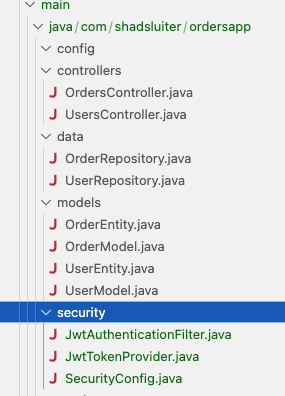 main
java/com/shadsluiter/ordersapp
config
controllers
J OrdersController.java
J UsersController.java
data
J OrderRepository.java
J UserRepository.java
models
J OrderEntity.java
J OrderModel.java
J UserEntity.java
J UserModel.java
security
J JwtAuthenticationFilter.java
J JwtTokenProvider.java
J SecurityConfig.java